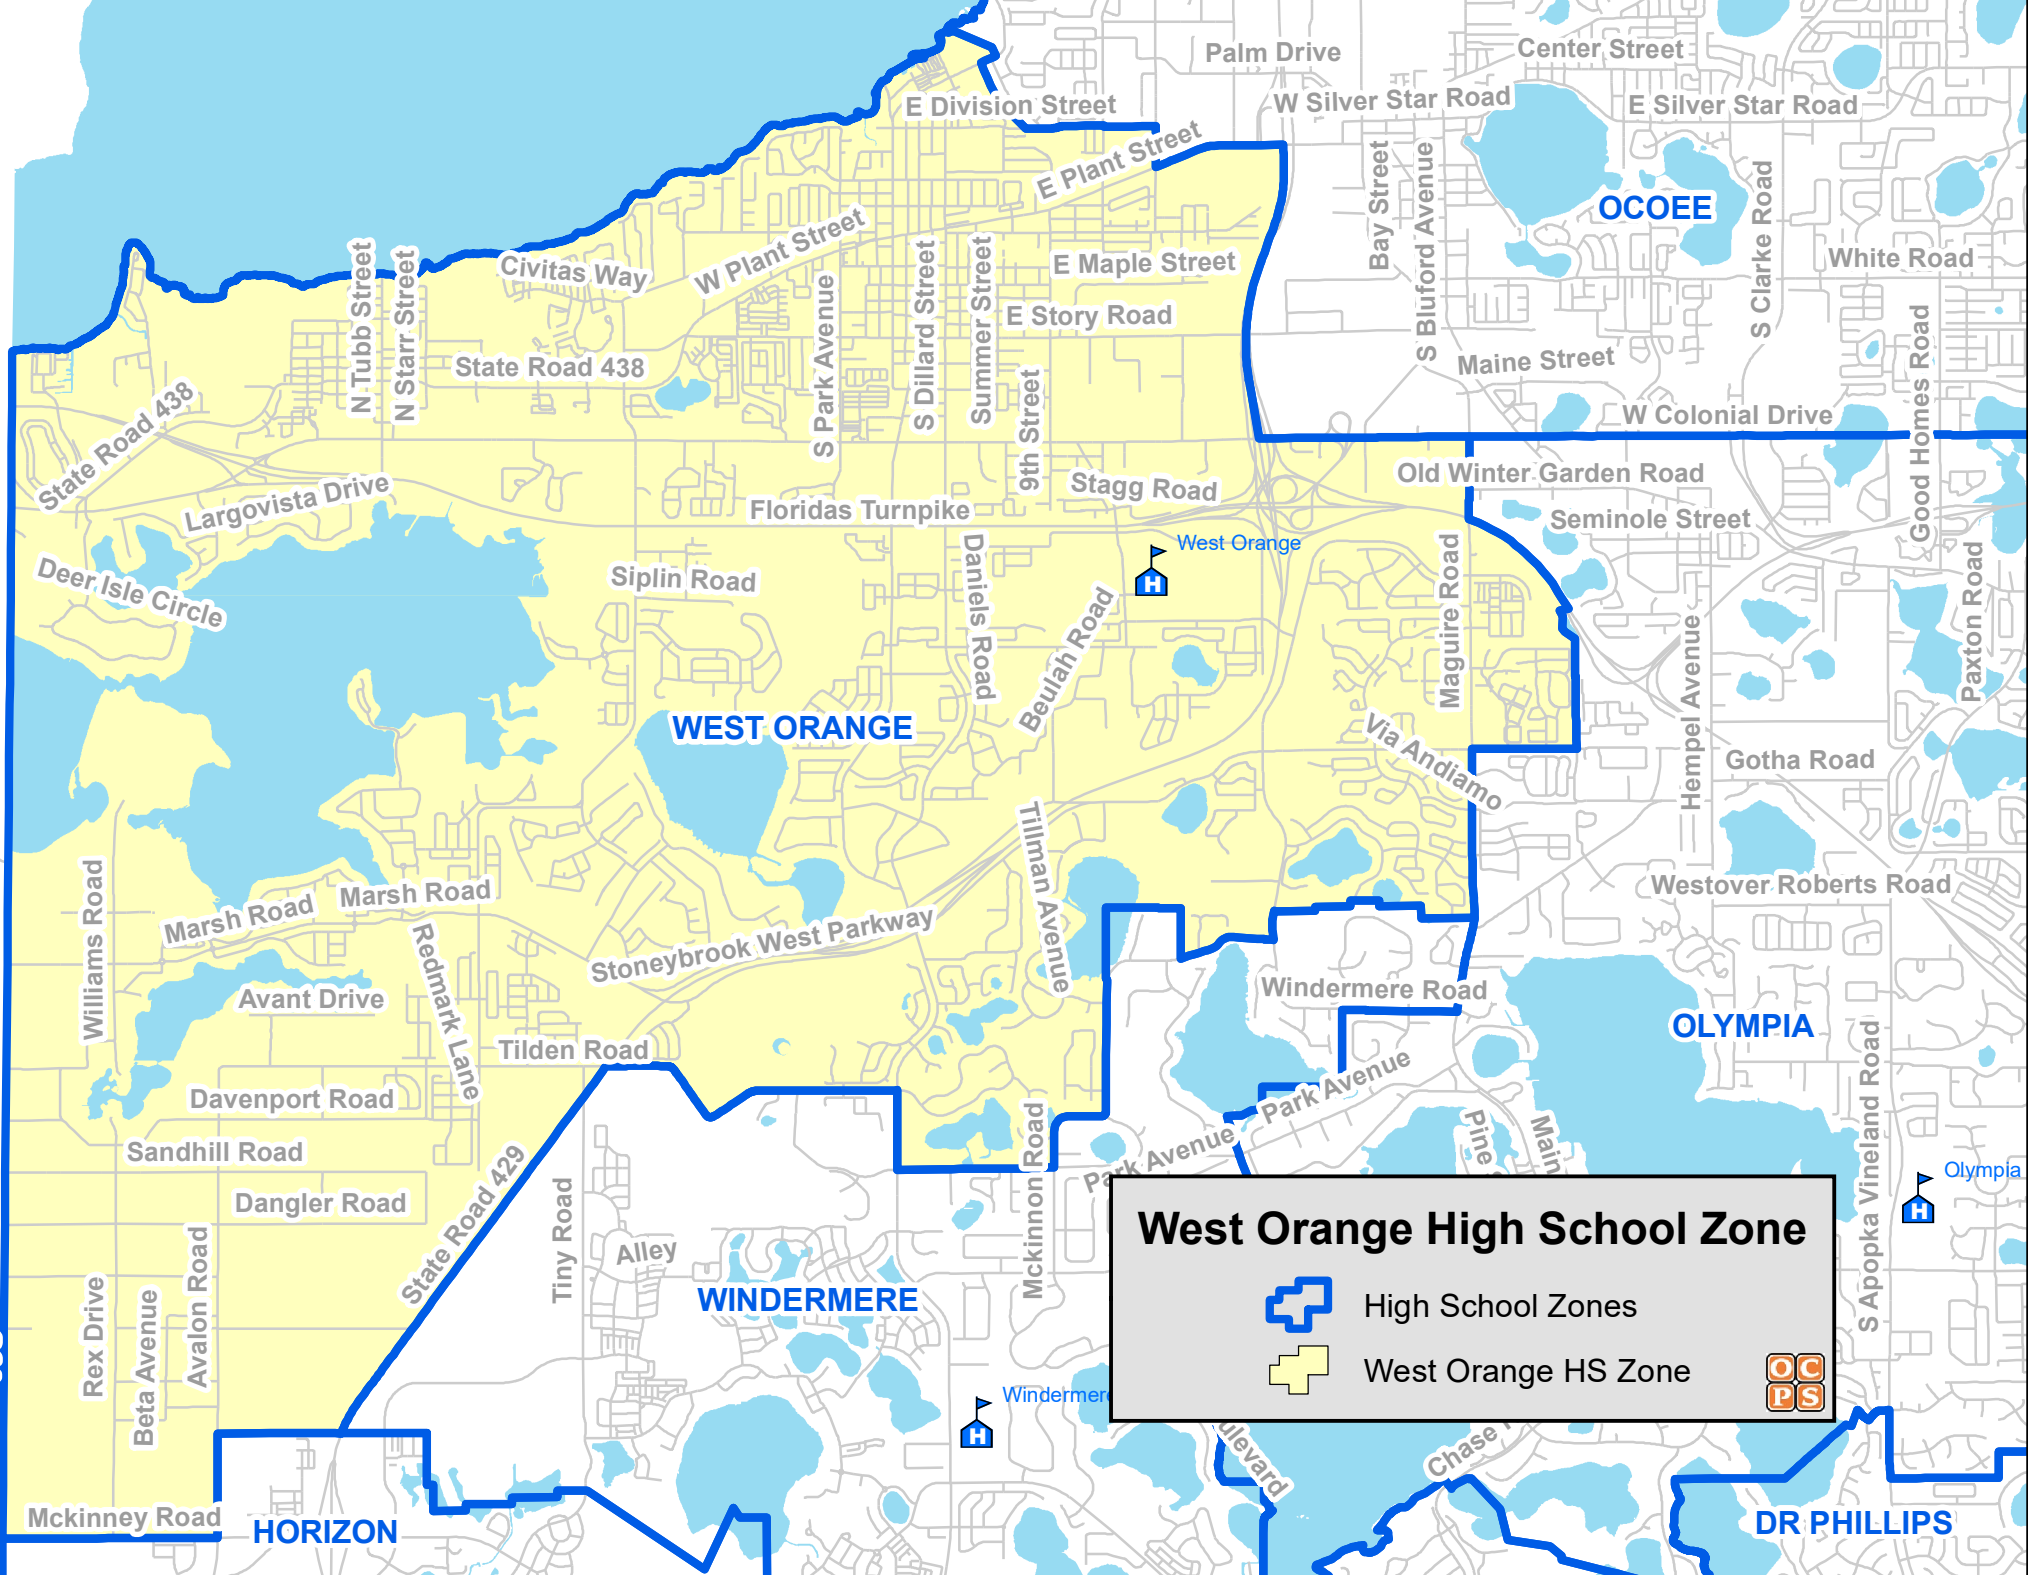 Palm Drive
Center Street
E Division Street
W Silver Star Road
E Silver Star Road
E Plant Street
Bay Street
S Bluford Avenue
OCOEE
S Clarke Road
W Plant Street
N Tubb Street
N Starr Street
Civitas Way
E Maple Street
White Road
S Park Avenue
S Dillard Street
Summer Street
E Story Road
State Road 438
Maine Street
Good Homes Road
State Road 438
9th Street
W Colonial Drive
Largovista Drive
Stagg Road
Old Winter Garden Road
Floridas Turnpike
Seminole Street
West Orange
H
Deer Isle Circle
Siplin Road
Daniels Road
Beulah Road
Maguire Road
Paxton Road
Hempel Avenue
WEST ORANGE
Via Andiamo
Gotha Road
Tillman Avenue
Williams Road
Marsh Road
Marsh Road
Westover Roberts Road
Redmark Lane
Stoneybrook West Parkway
Avant Drive
Windermere Road
OLYMPIA
Tilden Road
S Apopka Vineland Road
Davenport Road
Park Avenue
Park Avenue
Pine
Main
Sandhill Road
Mckinnon Road
Olympia
H
Dangler Road
State Road 429
Tiny Road
Alley
Rex Drive
Beta Avenue
Avalon Road
WINDERMERE
West Orange High School Zone
High School Zones
West Orange HS Zone
O C
P S
Windermere
H
ulevard
Chase
Mckinney Road
HORIZON
DR PHILLIPS